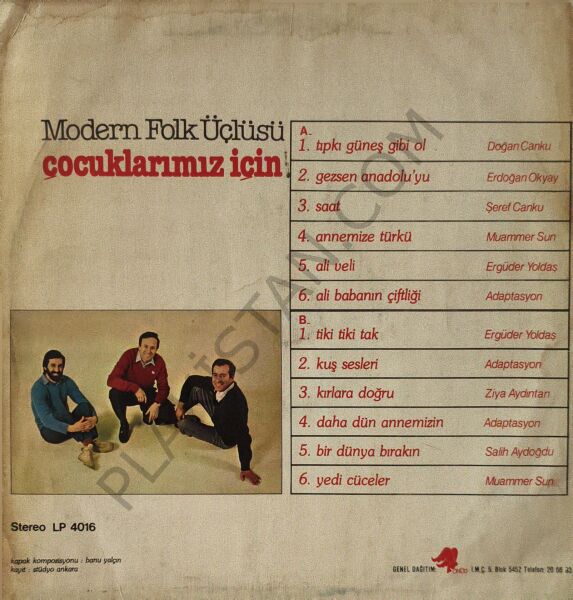 Modern Folk Üçlüsü
çocuklarımız için
A.
1. tıpkı güneş gibi ol Doğan Canku
2. gezsen anadolu'yu Erdoğan Okyay
3. saat Şeref Canku
4. annemize türkü Muammer Sun
5. ali veli Ergüder Yoldaş
6. ali babanın çiftliği Adaptasyon
B.
1. tiki tiki tak Ergüder Yoldaş
2. kuş sesleri Adaptasyon
3. kırlara doğru Ziya Aydıntan
4. daha dün annemizin Adaptasyon
5. bir dünya bırakın Salih Aydoğdu
6. yedi cüceler Muammer Sun
Stereo LP 4016
kapak kompozisyonu : banu yalçın
kayıt : stüdyo ankara
GENEL DAĞITIM: I.M.Ç. 5. Blok 5452 Telefon: 20 66
PLAKİSTAN.COM